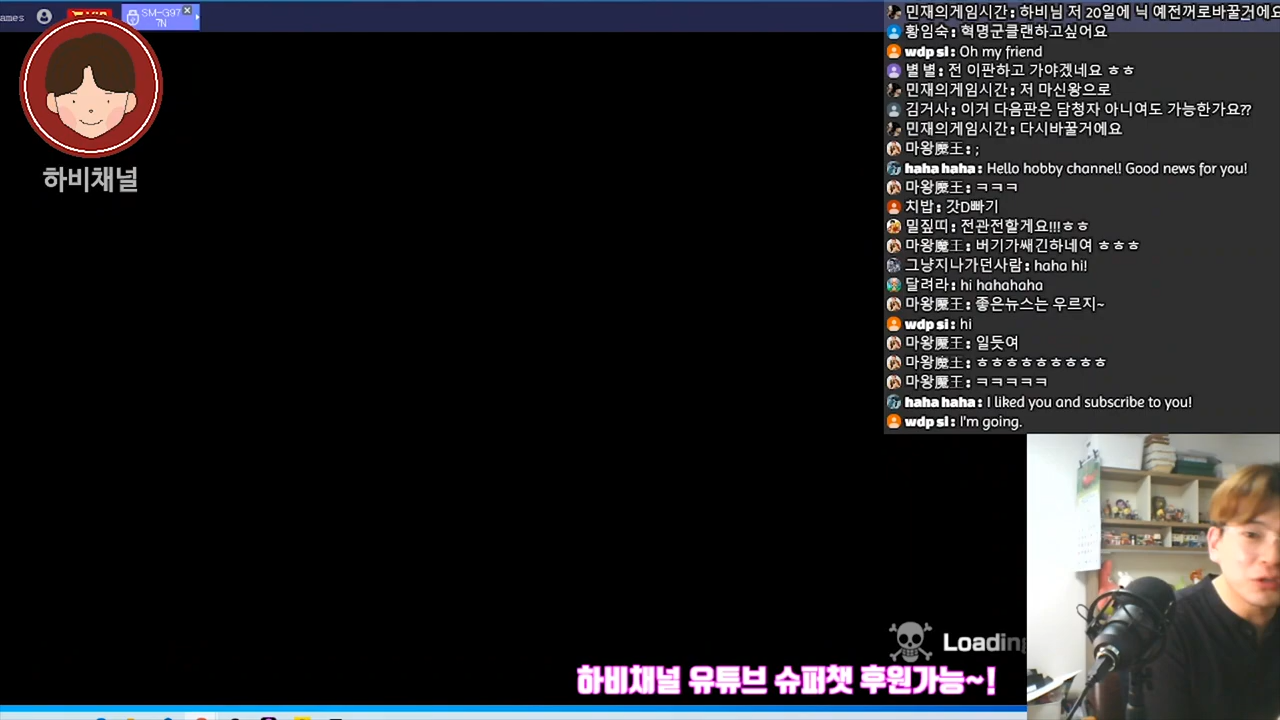 ames
SM-G97
7N
하비채널
민재의게임시간: 하비님 저 20일에 닉 예전꺼로바꿀거에요
황임숙: 혁명군클랜하고싶어요
wdp si: Oh my friend
별 별: 전 이판하고 가야겠네요 ㅎㅎ
민재의게임시간: 저 마신왕으로
김거사: 이거 다음판은 담청자 아니여도 가능한가요??
민재의게임시간: 다시바꿀거에요
마왕魔王: ;
haha haha: Hello hobby channel! Good news for you!
마왕魔王: ㅋㅋㅋ
치밥: 갓D빠기
밀짚띠: 전관전할게요!!!ㅎㅎ
마왕魔王: 버기가쌔긴하네여 ㅎㅎㅎ
그냥지나가던사람: haha hi!
달려라: hi hahahaha
마왕魔王: 좋은뉴스는 우르지~
wdp si: hi
마왕魔王: 일듯여
마왕魔王: ㅎㅎㅎㅎㅎㅎㅎㅎㅎ
마왕魔王: ㅋㅋㅋㅋㅋ
haha haha: I liked you and subscribe to you!
wdp si: I'm going.
Loading
하비채널 유튜브 슈퍼챗 후원가능~!